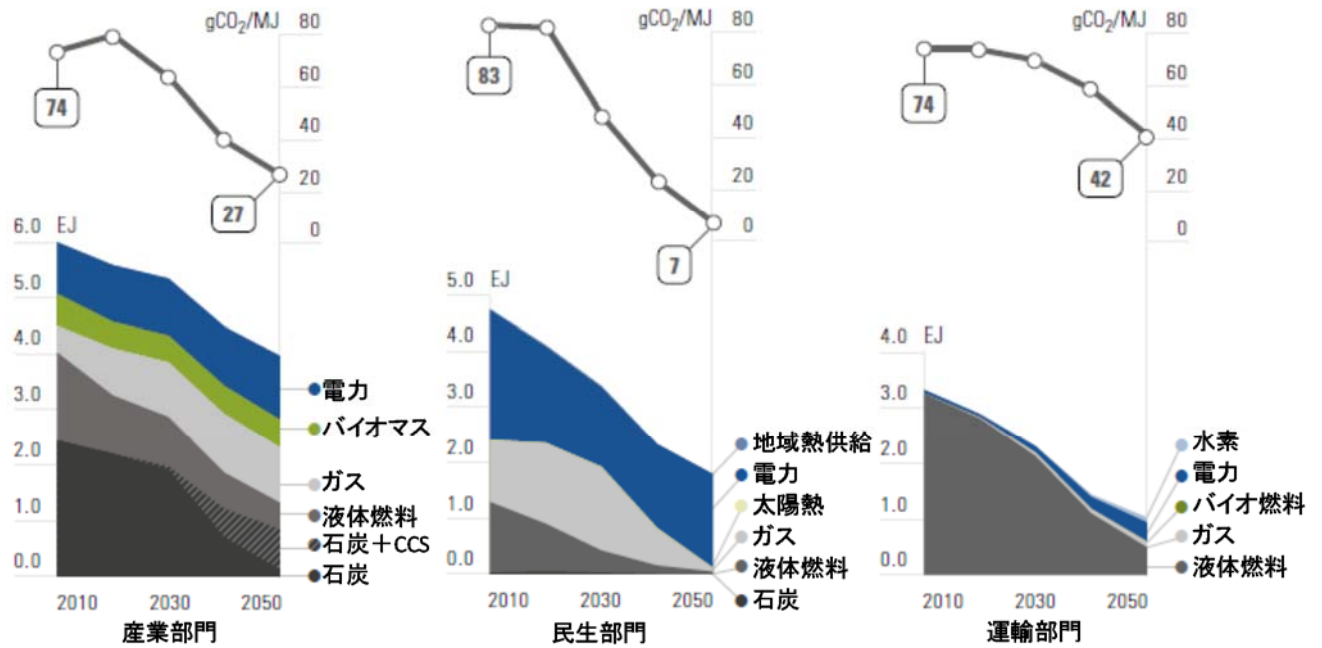 gCO₂/MJ
80
60
40
20
0
74
27
6.0 EJ
5.0
4.0
3.0
2.0
1.0
0.0
電力
バイオマス
ガス
液体燃料
石炭+CCS
石炭
2010 2030 2050
産業部門
gCO₂/MJ
80
60
40
20
0
83
7
5.0 EJ
4.0
3.0
2.0
1.0
0.0
地域熱供給
電力
太陽熱
ガス
液体燃料
石炭
2010 2030 2050
民生部門
gCO₂/MJ
80
60
40
20
0
74
42
4.0 EJ
3.0
2.0
1.0
0.0
水素
電力
バイオ燃料
ガス
液体燃料
2010 2030 2050
運輸部門